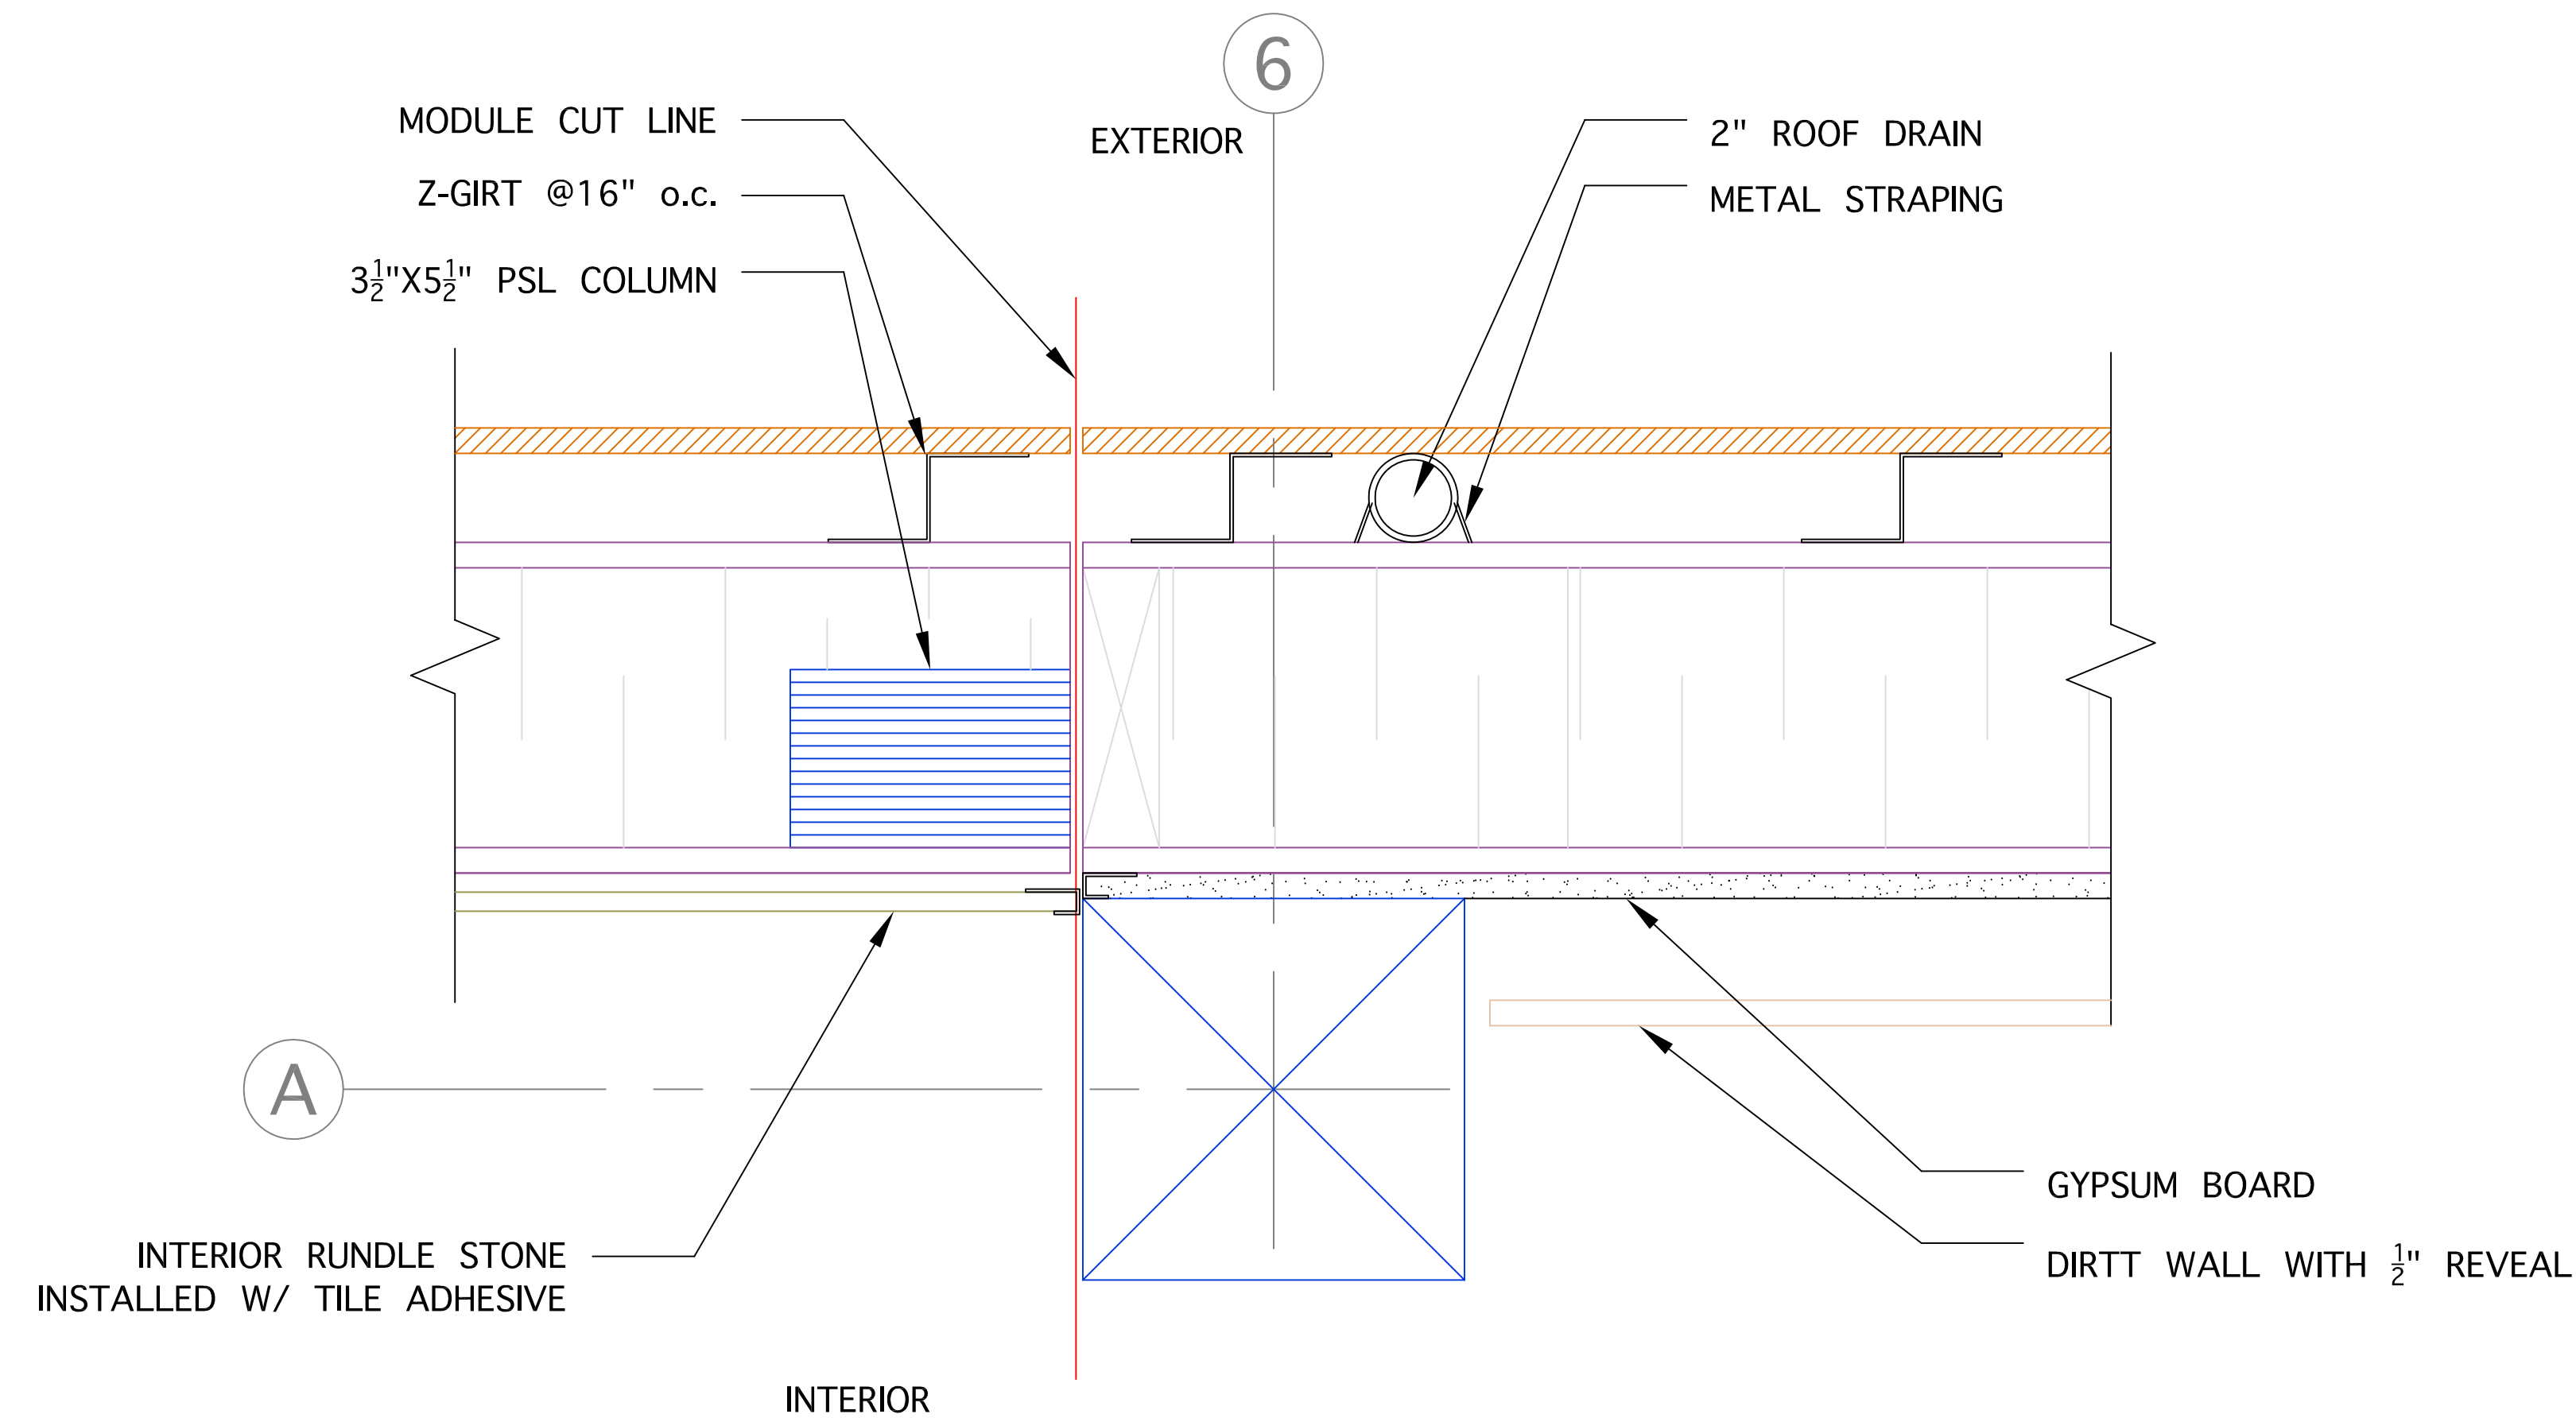 6
MODULE CUT LINE
EXTERIOR
2" ROOF DRAIN
Z-GIRT @16" o.c.
METAL STRAPING
3½"X5½" PSL COLUMN
A
GYPSUM BOARD
INTERIOR RUNDLE STONE
INSTALLED W/ TILE ADHESIVE
DIRTT WALL WITH ½" REVEAL
INTERIOR